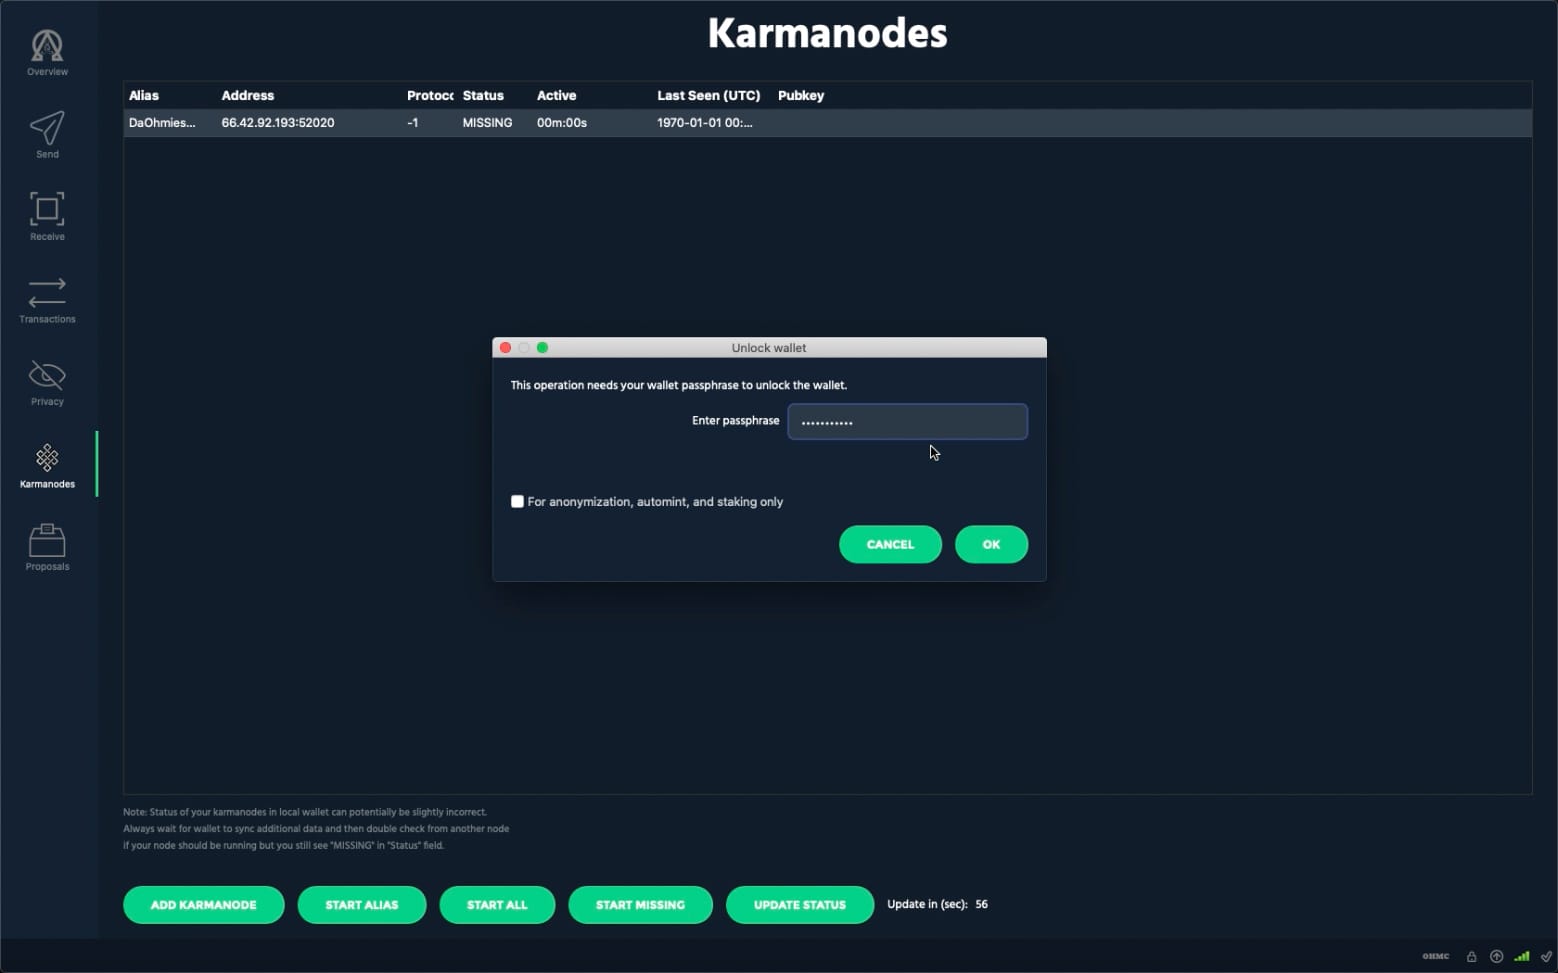 Karmanodes
Overview
Send
Receive
Transactions
Privacy
Karmanodes
Proposals
Alias Address Protocc Status Active Last Seen (UTC) Pubkey
DaOhmies... 66.42.92.193:52020 -1 MISSING 00m:00s 1970-01-01 00:...
Unlock wallet
This operation needs your wallet passphrase to unlock the wallet.
Enter passphrase •••••••••••
For anonymization, automint, and staking only
CANCEL OK
Note: Status of your karmanodes in local wallet can potentially be slightly incorrect.
Always wait for wallet to sync additional data and then double check from another node
if your node should be running but you still see "MISSING" in "Status" field.
ADD KARMANODE START ALIAS START ALL START MISSING UPDATE STATUS Update in (sec): 56
OHMC